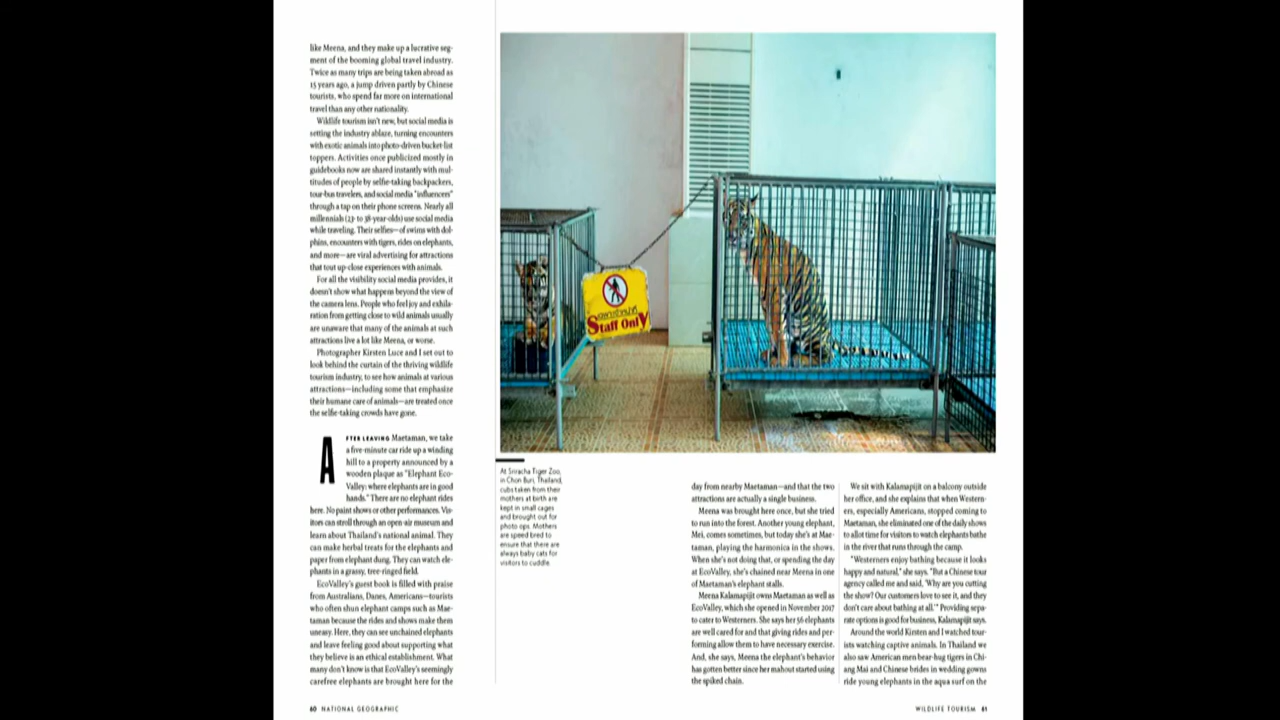 like Meena, and they make up a lucrative seg-
ment of the booming global travel industry.
Twice as many trips are being taken abroad as
15 years ago, a jump driven partly by Chinese
tourists, who spend far more on international
travel than any other nationality.
Wildlife tourism isn't new, but social media is
setting the industry ablaze, turning encounters
with exotic animals into photo-driven bucket-list
toppers. Activities once publicized mostly in
guidebooks now are shared instantly with mul-
titudes of people by selfie-taking backpackers,
tour-bus travelers, and social media "influencers"
through a tap on their phone screens. Nearly all
millennials (23- to 38-year-olds) use social media
while traveling. Their selfies—of swims with dol-
phins, encounters with tigers, rides on elephants,
and more—are viral advertising for attractions
that tout up-close experiences with animals.
For all the visibility social media provides, it
doesn't show what happens beyond the view of
the camera lens. People who feel joy and exhila-
ration from getting close to wild animals usually
are unaware that many of the animals at such
attractions live a lot like Meena, or worse.
Photographer Kirsten Luce and I set out to
look behind the curtain of the thriving wildlife
tourism industry, to see how animals at various
attractions—including some that emphasize
their humane care of animals—are treated once
the selfie-taking crowds have gone.
AFTER LEAVING Maetaman, we take
a five-minute car ride up a winding
hill to a property announced by a
wooden plaque as "Elephant Eco-
Valley: where elephants are in good
hands." There are no elephant rides
here. No paint shows or other performances. Vis-
itors can stroll through an open-air museum and
learn about Thailand's national animal. They
can make herbal treats for the elephants and
paper from elephant dung. They can watch ele-
phants in a grassy, tree-ringed field.
EcoValley's guest book is filled with praise
from Australians, Danes, Americans—tourists
who often shun elephant camps such as Mae-
taman because the rides and shows make them
uneasy. Here, they can see unchained elephants
and leave feeling good about supporting what
they believe is an ethical establishment. What
many don't know is that EcoValley's seemingly
carefree elephants are brought here for the
60 NATIONAL GEOGRAPHIC
Staff Only
At Sriracha Tiger Zoo,
in Chon Buri, Thailand,
cubs taken from their
mothers at birth are
kept in small cages
and brought out for
photo ops. Mothers
are speed bred to
ensure that there are
always baby cats for
visitors to cuddle.
day from nearby Maetaman—and that the two
attractions are actually a single business.
Meena was brought here once, but she tried
to run into the forest. Another young elephant,
Mei, comes sometimes, but today she's at Mae-
taman, playing the harmonica in the shows.
When she's not doing that, or spending the day
at EcoValley, she's chained near Meena in one
of Maetaman's elephant stalls.
Meena Kalamapijit owns Maetaman as well as
EcoValley, which she opened in November 2017
to cater to Westerners. She says her 56 elephants
are well cared for and that giving rides and per-
forming allow them to have necessary exercise.
And, she says, Meena the elephant's behavior
has gotten better since her mahout started using
the spiked chain.
We sit with Kalamapijit on a balcony outside
her office, and she explains that when Western-
ers, especially Americans, stopped coming to
Maetaman, she eliminated one of the daily shows
to allot time for visitors to watch elephants bathe
in the river that runs through the camp.
"Westerners enjoy bathing because it looks
happy and natural," she says. "But a Chinese tour
agency called me and said, 'Why are you cutting
the show? Our customers love to see it, and they
don't care about bathing at all.'" Providing sepa-
rate options is good for business, Kalamapijit says.
Around the world Kirsten and I watched tour-
ists watching captive animals. In Thailand we
also saw American men bear-hug tigers in Chi-
ang Mai and Chinese brides in wedding gowns
ride young elephants in the aqua surf on the
WILDLIFE TOURISM 61